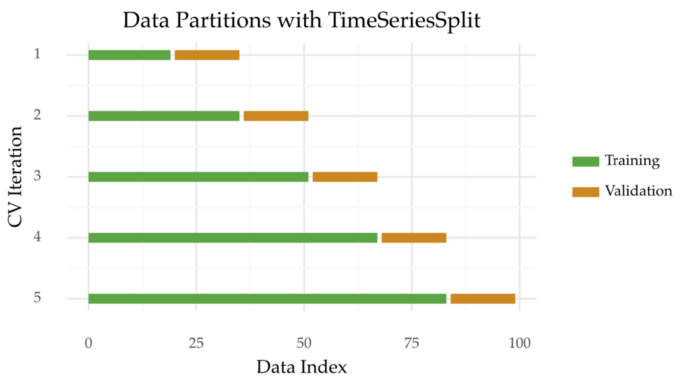 Data Partitions with TimeSeriesSplit
1
2
3
4
5
CV Iteration
0 25 50 75 100
Data Index
Training
Validation